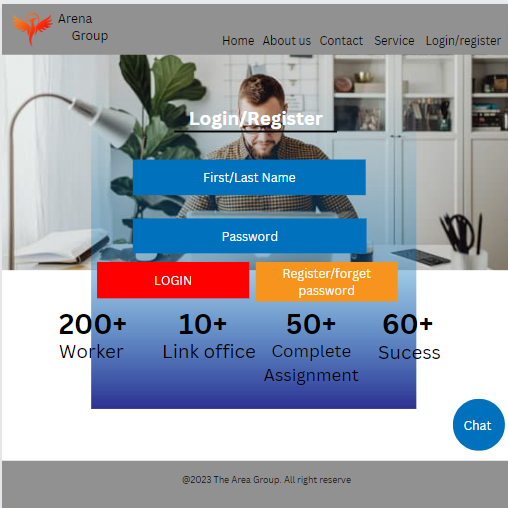 Arena
Group
Home About us Contact Service Login/register
Login/Register
First/Last Name
Password
LOGIN
Register/forget
password
200+ 10+ 50+ 60+
Worker Link office Complete Sucess
Assignment
Chat
@2023 The Area Group. All right reserve